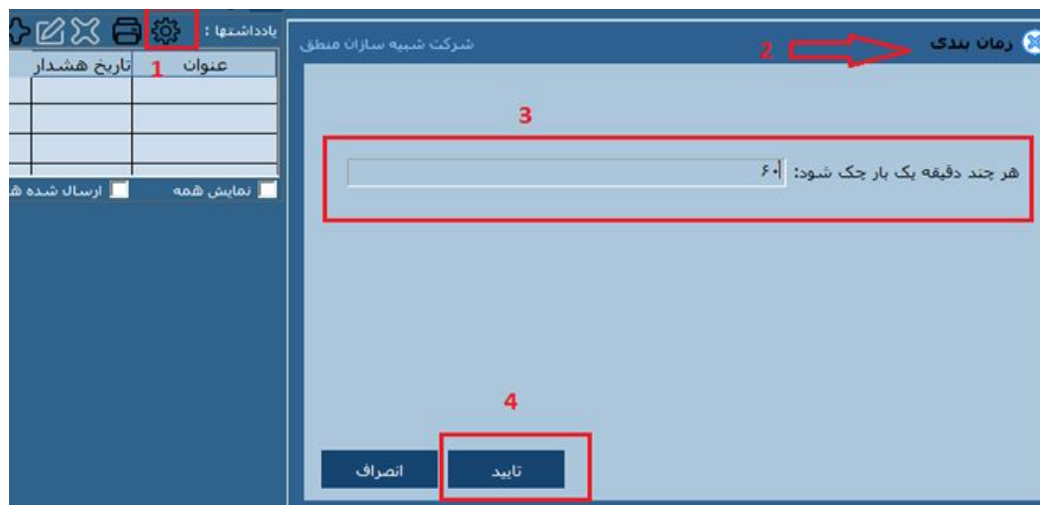 یادداشتها :
1
عنوان
تاریخ هشدار
نمایش همه
ارسال شده
زمان بندی
2
شرکت شبیه سازان منطق
3
هر چند دقیقه یک بار چک شود:
۶۰
4
تایید
انصراف